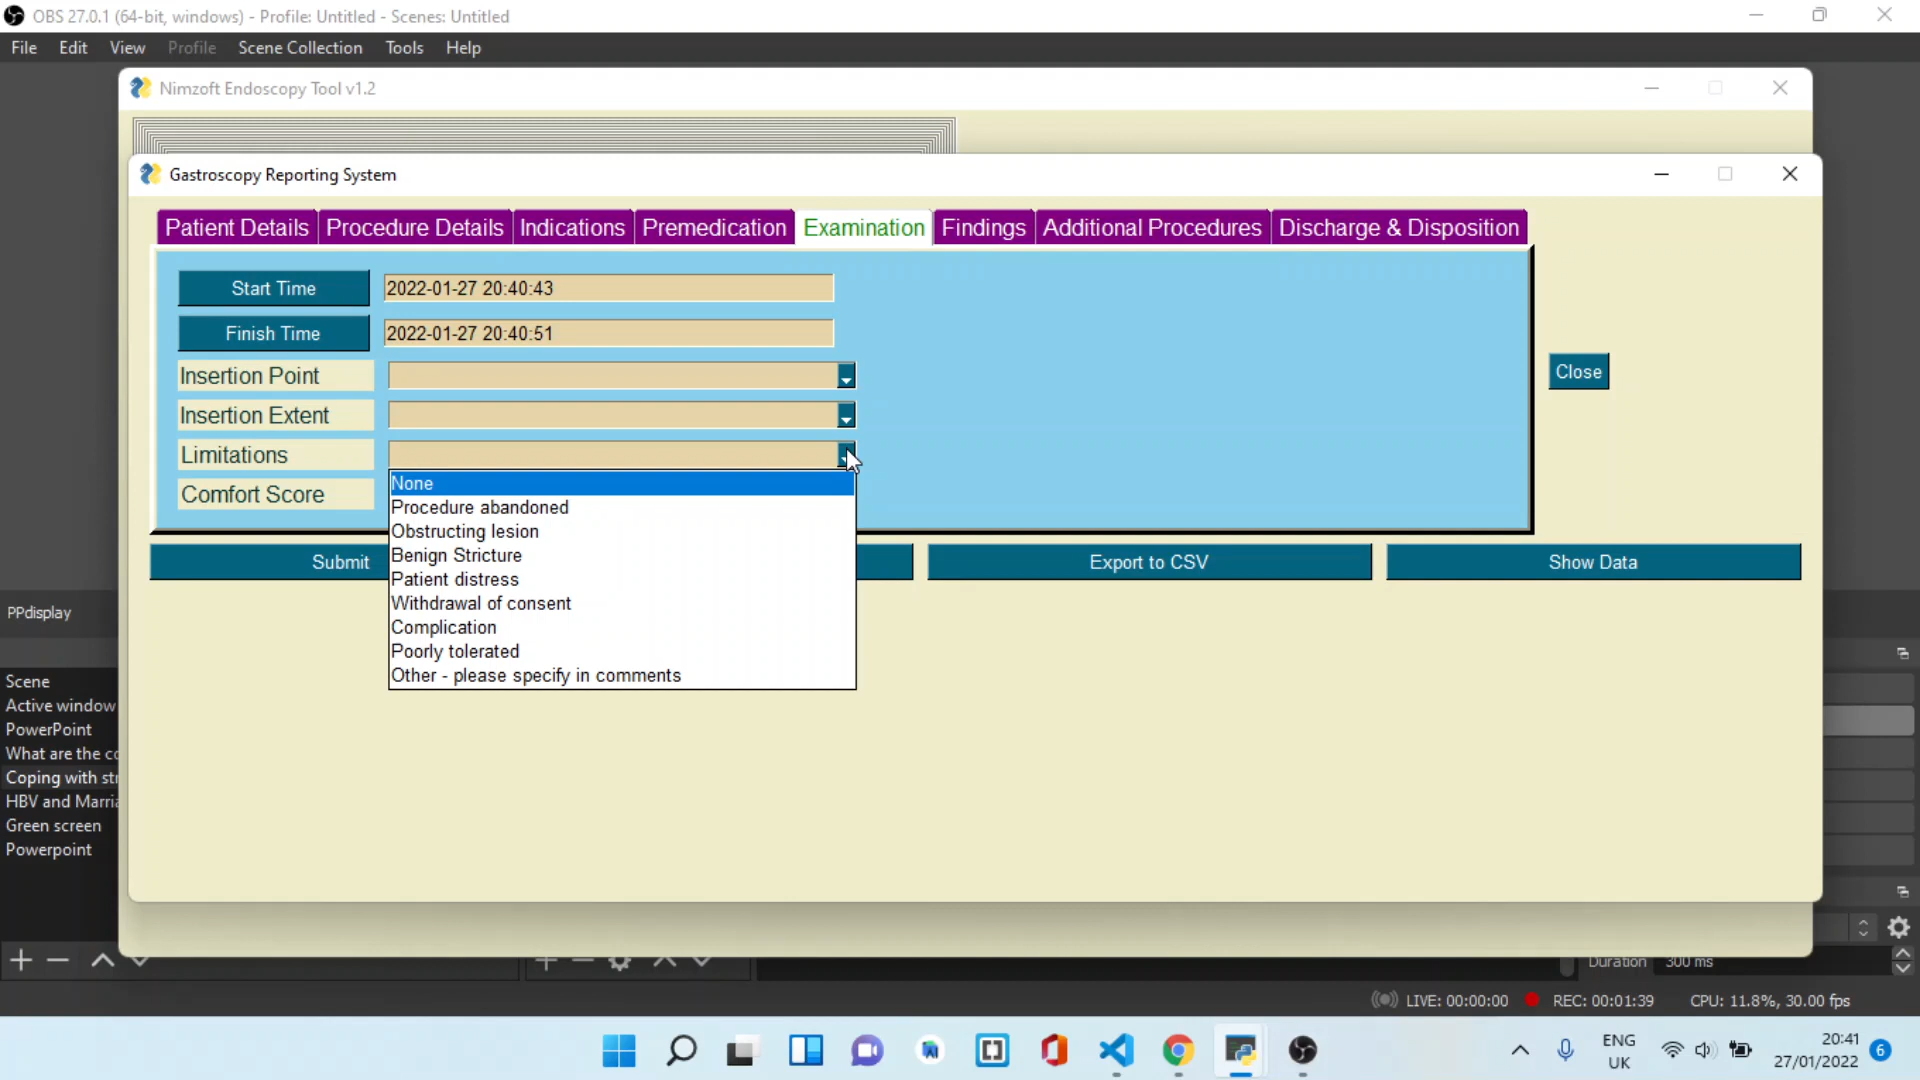 OBS 27.0.1 (64-bit, windows) - Profile: Untitled - Scenes: Untitled
File Edit View Profile Scene Collection Tools Help
Nimzoft Endoscopy Tool v1.2
Gastroscopy Reporting System
Patient Details Procedure Details Indications Premedication Examination Findings Additional Procedures Discharge & Disposition
Start Time 2022-01-27 20:40:43
Finish Time 2022-01-27 20:40:51
Insertion Point
Close
Insertion Extent
Limitations
Comfort Score
None
Procedure abandoned
Obstructing lesion
Benign Stricture
Patient distress
Withdrawal of consent
Complication
Poorly tolerated
Other - please specify in comments
Submit Export to CSV Show Data
PPdisplay
Scene
Active window
PowerPoint
What are the
Coping with
HBV and
Green screen
Powerpoint
Duration 300 ms
LIVE: 00:00:00 REC: 00:01:39 CPU: 11.8%, 30.00 fps
ENG
UK
20:41
27/01/2022
6